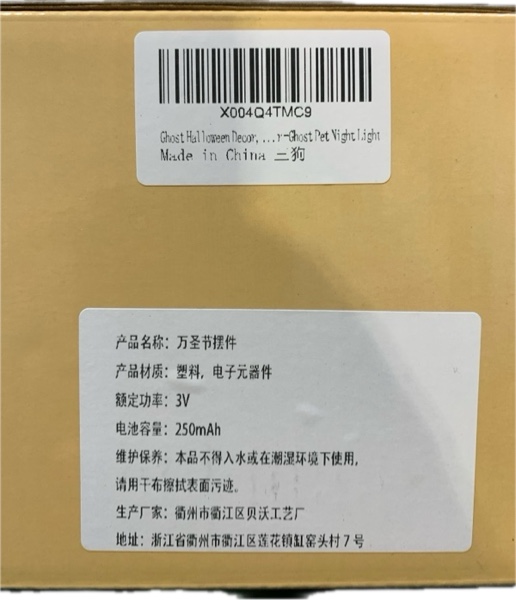 X004Q4TMC9
Ghost Halloween Decor, ...r-Ghost Pet Night Light
Made in China 三狗
产品名称：万圣节摆件
产品材质：塑料，电子元器件
额定功率：3V
电池容量：250mAh
维护保养：本品不得入水或在潮湿环境下使用，
请用干布擦拭表面污迹。
生产厂家：衢州市衢江区贝沃工艺厂
地址：浙江省衢州市衢江区莲花镇缸窑头村7号